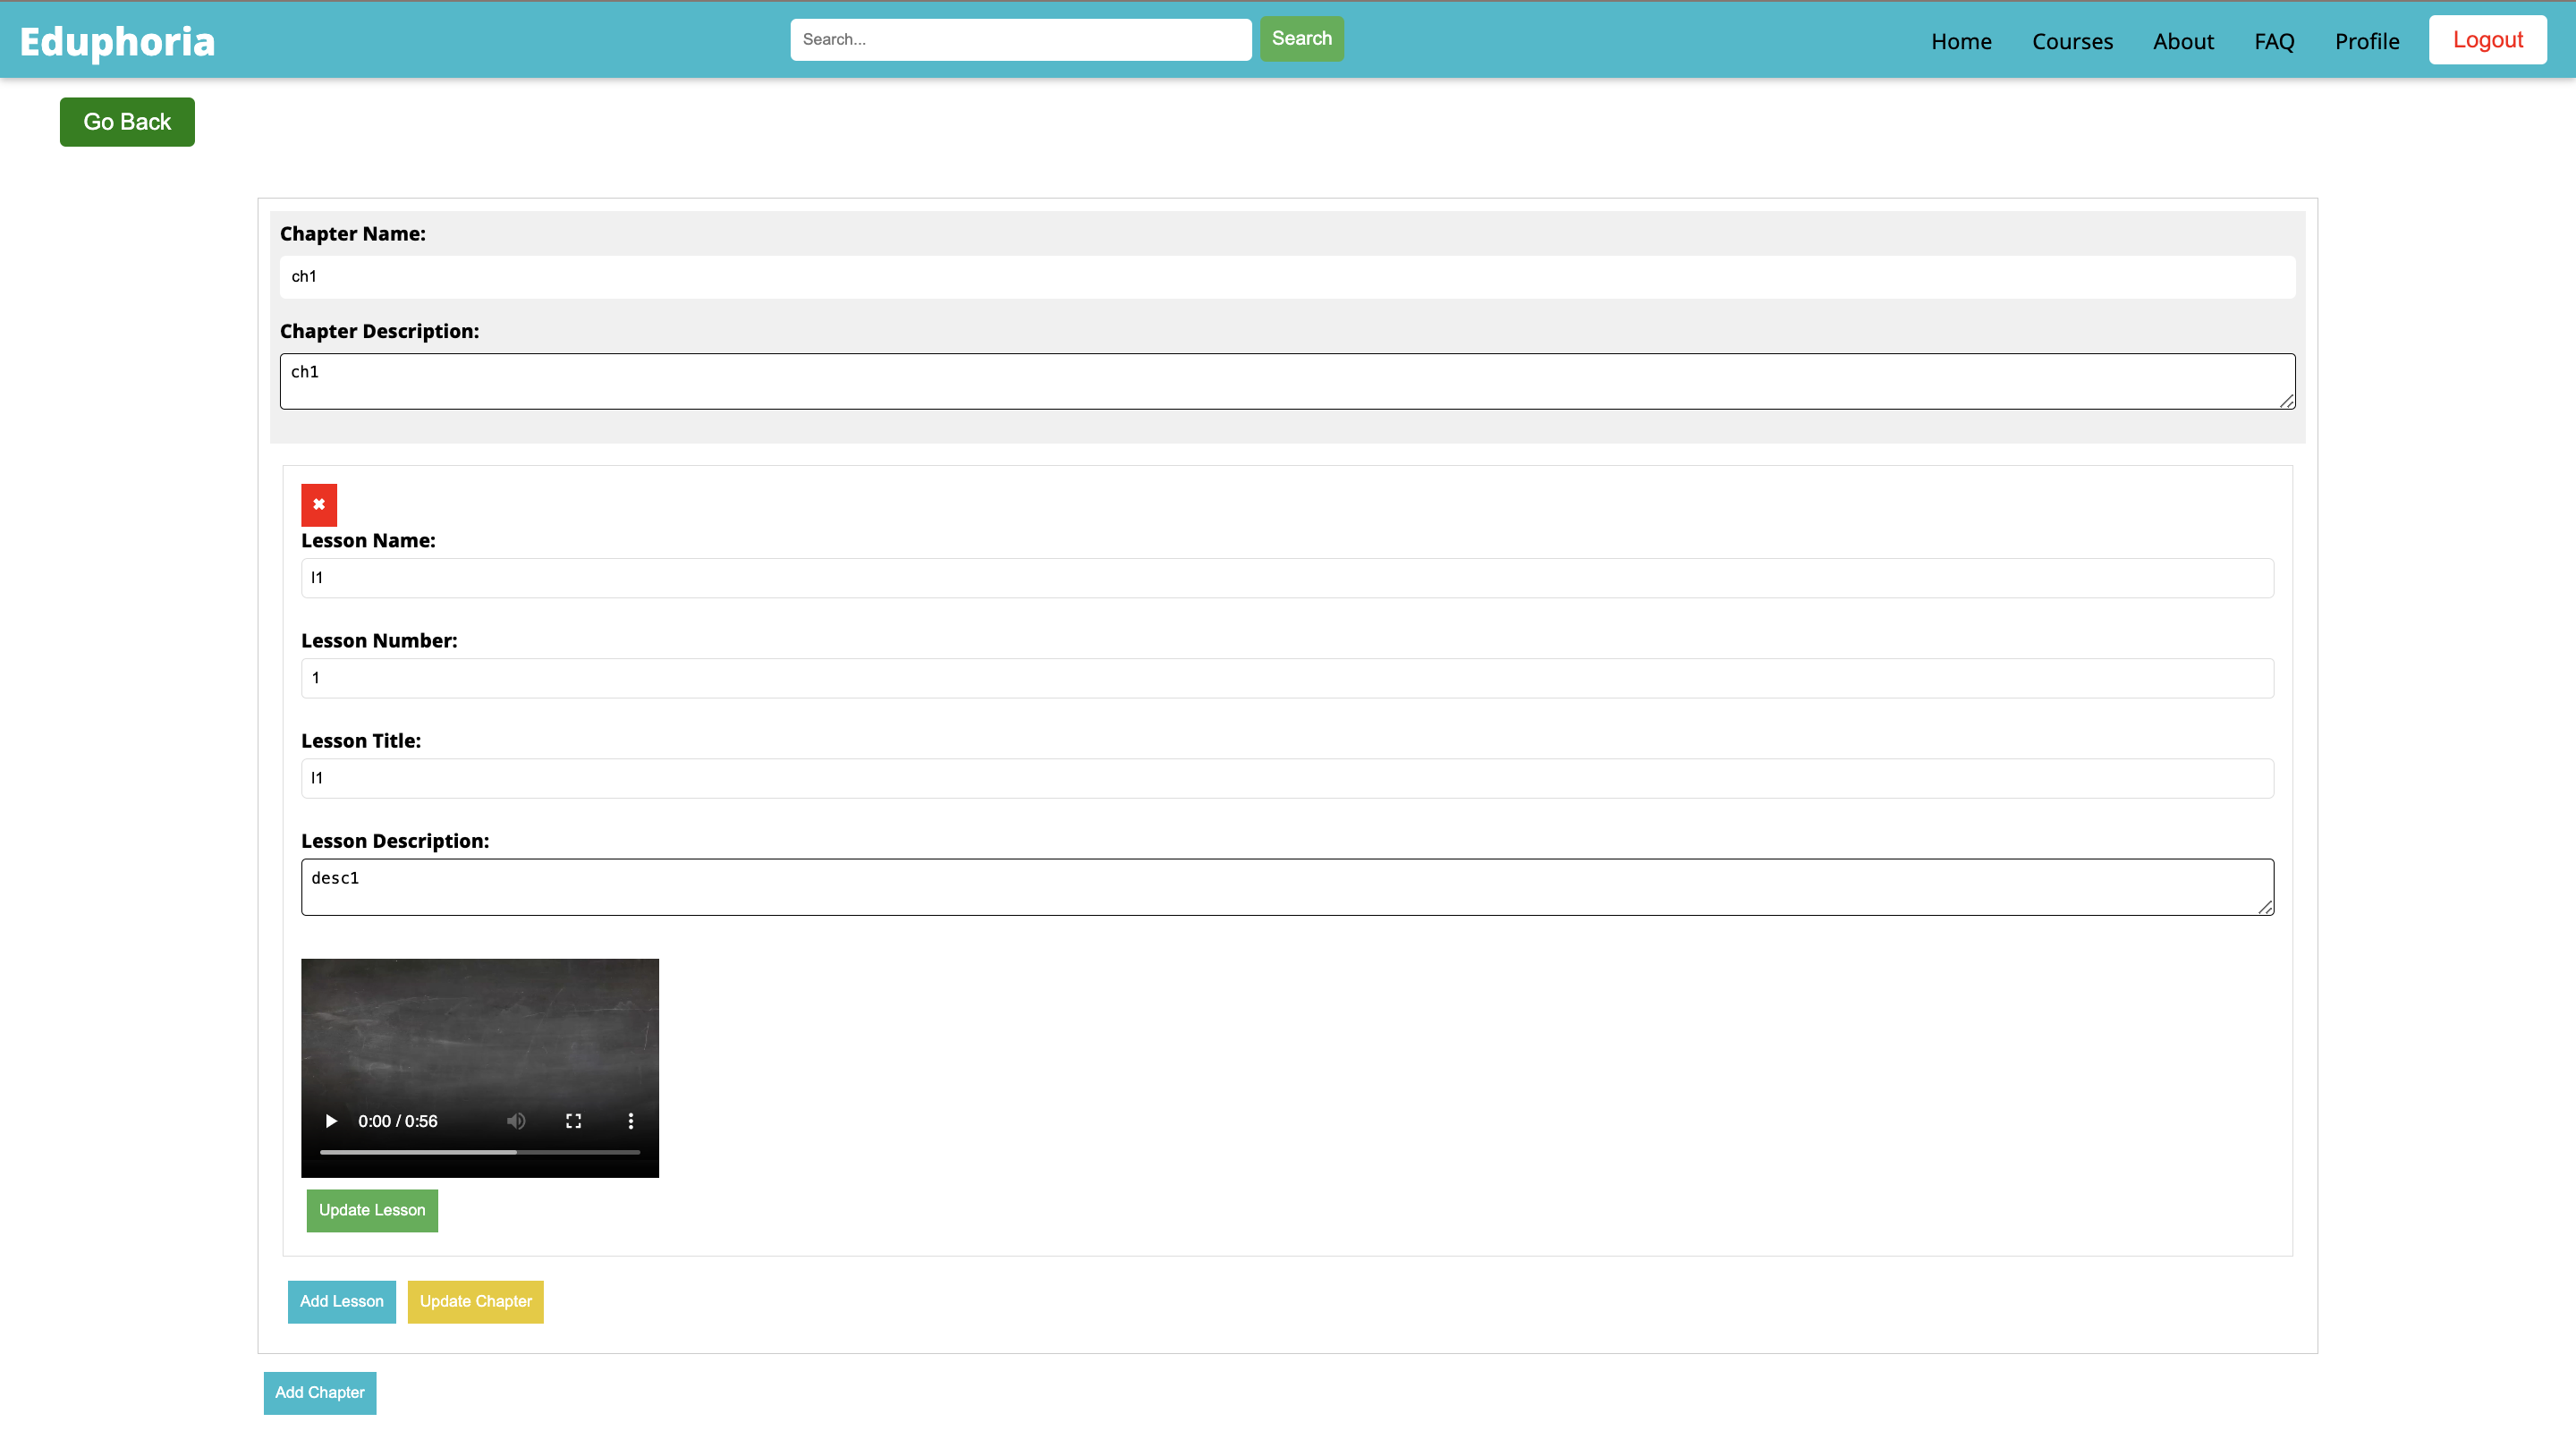 Eduphoria
Search...
Search
Home
Courses
About
FAQ
Profile
Logout
Go Back
Chapter Name:
ch1
Chapter Description:
ch1
✖
Lesson Name:
l1
Lesson Number:
1
Lesson Title:
l1
Lesson Description:
desc1
0:00 / 0:56
Update Lesson
Add Lesson
Update Chapter
Add Chapter